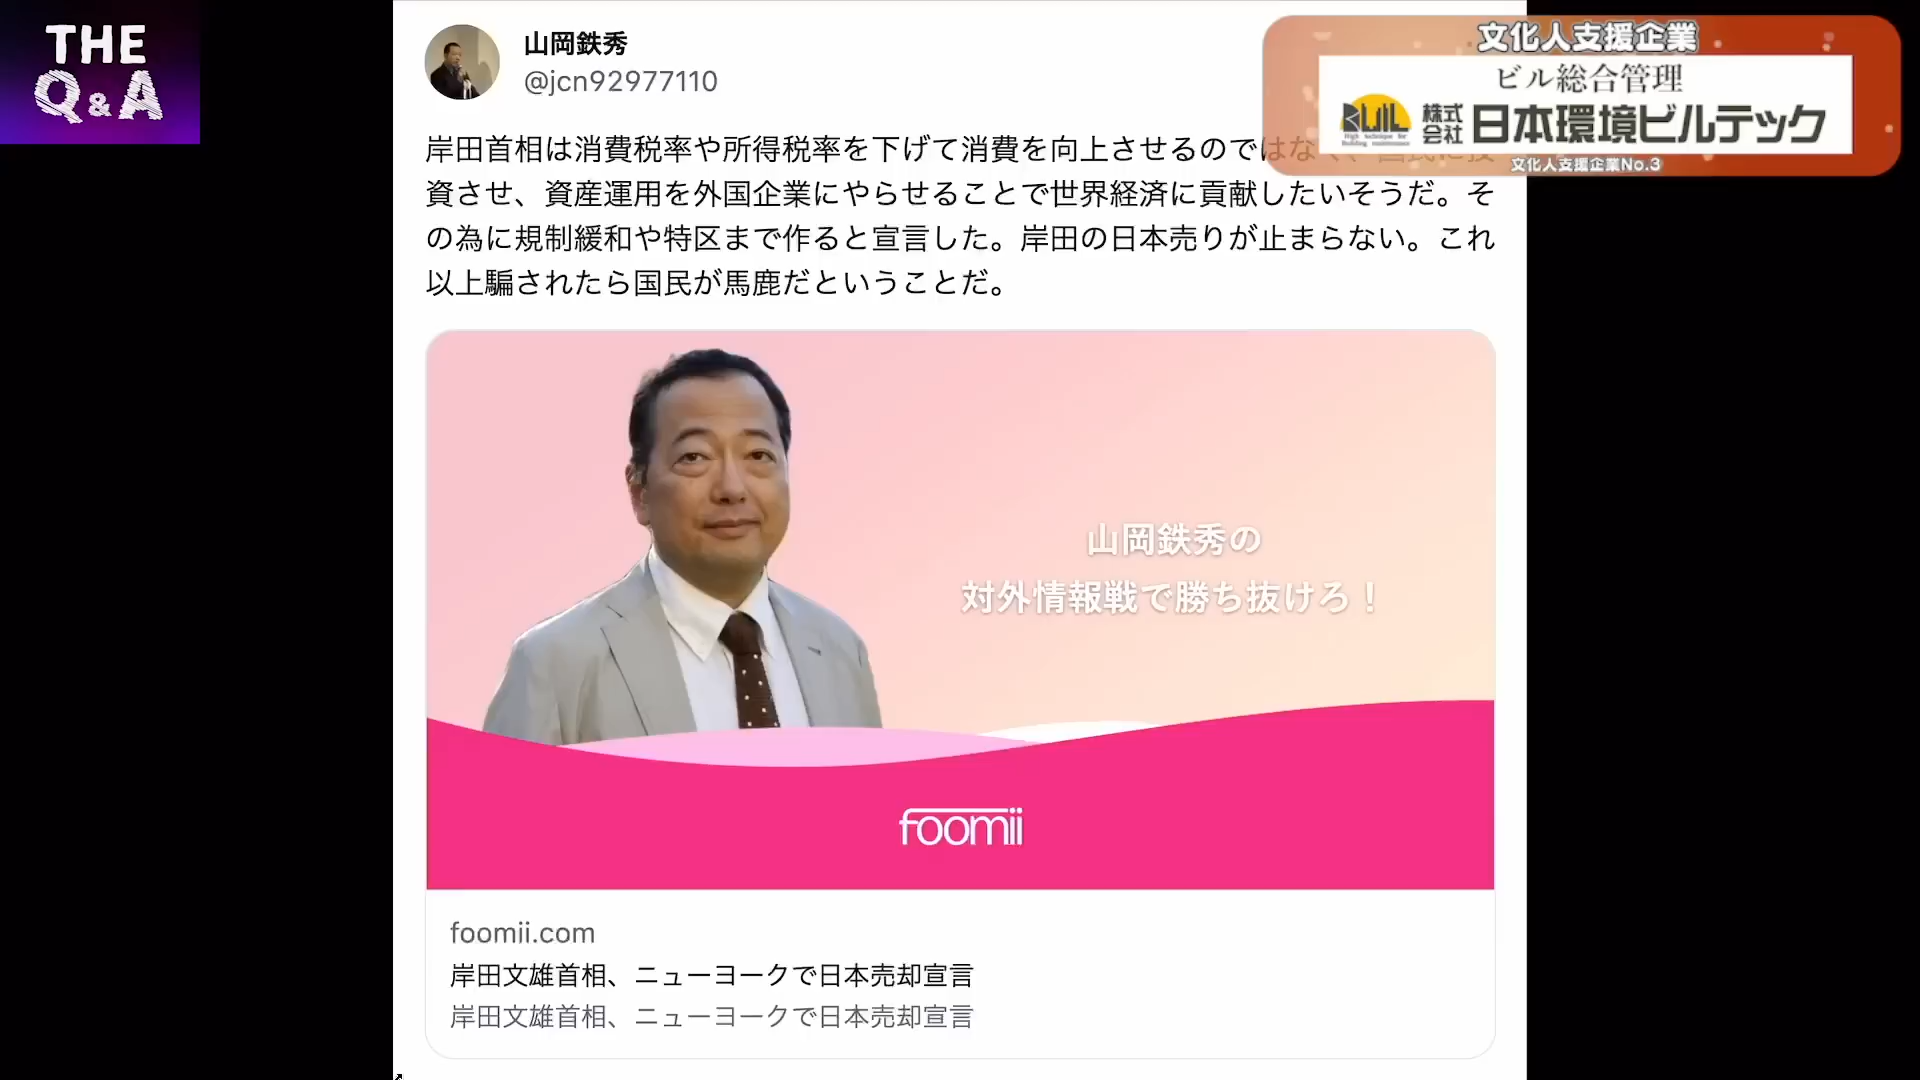 THE
Q&A
山岡鉄秀
@jcn92977110
岸田首相は消費税率や所得税率を下げて消費を向上させるのではな
資させ、資産運用を外国企業にやらせることで世界経済に貢献したいそうだ。そ
の為に規制緩和や特区まで作ると宣言した。岸田の日本売りが止まらない。これ
以上騙されたら国民が馬鹿だということだ。
文化人支援企業
ビル総合管理
BUIL
株式会社 日本環境ビルテック
文化人支援企業No.3
山岡鉄秀の
対外情報戦で勝ち抜けろ！
foomii
foomii.com
岸田文雄首相、ニューヨークで日本売却宣言
岸田文雄首相、ニューヨークで日本売却宣言